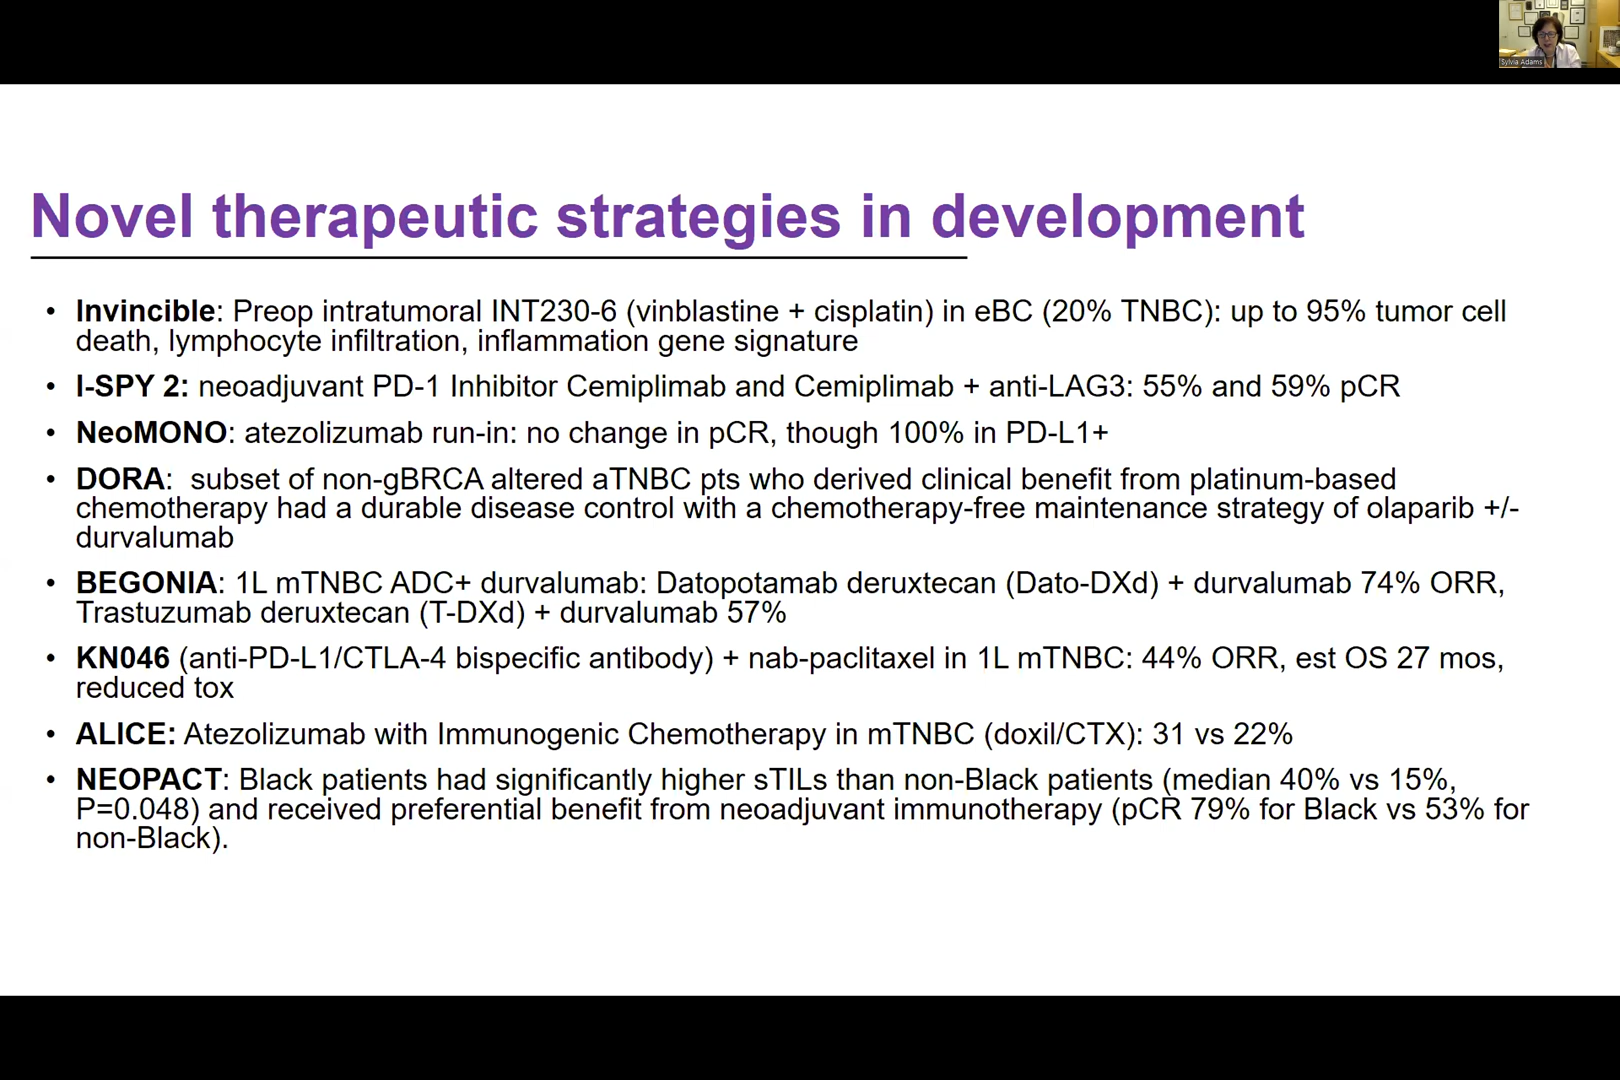 Sylvia Adams
Novel therapeutic strategies in development
• Invincible: Preop intratumoral INT230-6 (vinblastine + cisplatin) in eBC (20% TNBC): up to 95% tumor cell
death, lymphocyte infiltration, inflammation gene signature
• I-SPY 2: neoadjuvant PD-1 Inhibitor Cemiplimab and Cemiplimab + anti-LAG3: 55% and 59% pCR
• NeoMONO: atezolizumab run-in: no change in pCR, though 100% in PD-L1+
• DORA: subset of non-gBRCA altered aTNBC pts who derived clinical benefit from platinum-based
chemotherapy had a durable disease control with a chemotherapy-free maintenance strategy of olaparib +/-
durvalumab
• BEGONIA: 1L mTNBC ADC+ durvalumab: Datopotamab deruxtecan (Dato-DXd) + durvalumab 74% ORR,
Trastuzumab deruxtecan (T-DXd) + durvalumab 57%
• KN046 (anti-PD-L1/CTLA-4 bispecific antibody) + nab-paclitaxel in 1L mTNBC: 44% ORR, est OS 27 mos,
reduced tox
• ALICE: Atezolizumab with Immunogenic Chemotherapy in mTNBC (doxil/CTX): 31 vs 22%
• NEOPACT: Black patients had significantly higher sTILs than non-Black patients (median 40% vs 15%,
P=0.048) and received preferential benefit from neoadjuvant immunotherapy (pCR 79% for Black vs 53% for
non-Black).